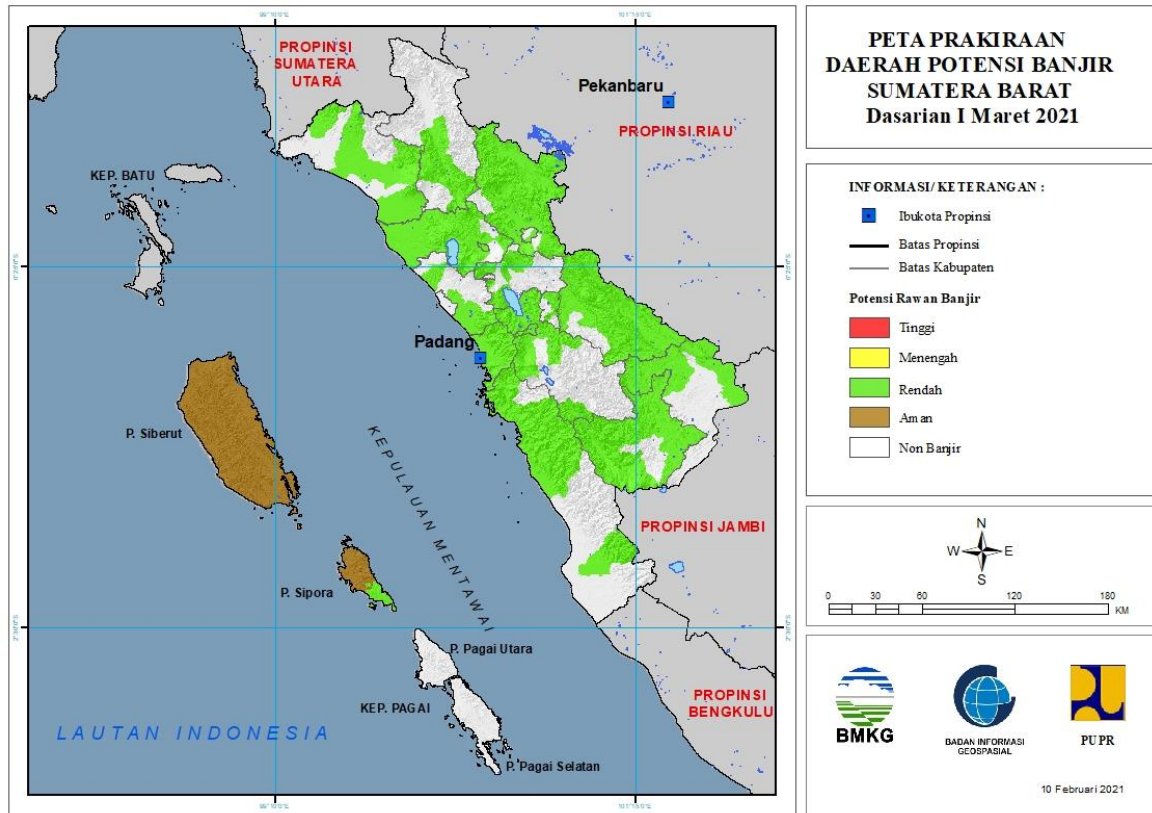 PROPINSI
SUMATERA
UTARA
Pekanbaru
PROPINSI RIAU
KEP. BATU
Padang
P. Siberut
KEPULAUAN MENTAWAI
PROPINSI JAMBI
P. Sipora
P. Pagai Utara
KEP. PAGAI
PROPINSI
BENGKULU
LAUTAN INDONESIA
P. Pagai Selatan
PETA PRAKIRAAN
DAERAH POTENSI BANJIR
SUMATERA BARAT
Dasarian I Maret 2021
INFORMASI/ KETERANGAN :
Ibukota Propinsi
Batas Propinsi
Batas Kabupaten
Potensi Rawan Banjir
Tinggi
Menengah
Rendah
Aman
Non Banjir
N
W E
S
0 30 60 120 180
KM
BMKG
BADAN INFORMASI
GEOSPASIAL
PUPR
10 Februari 2021